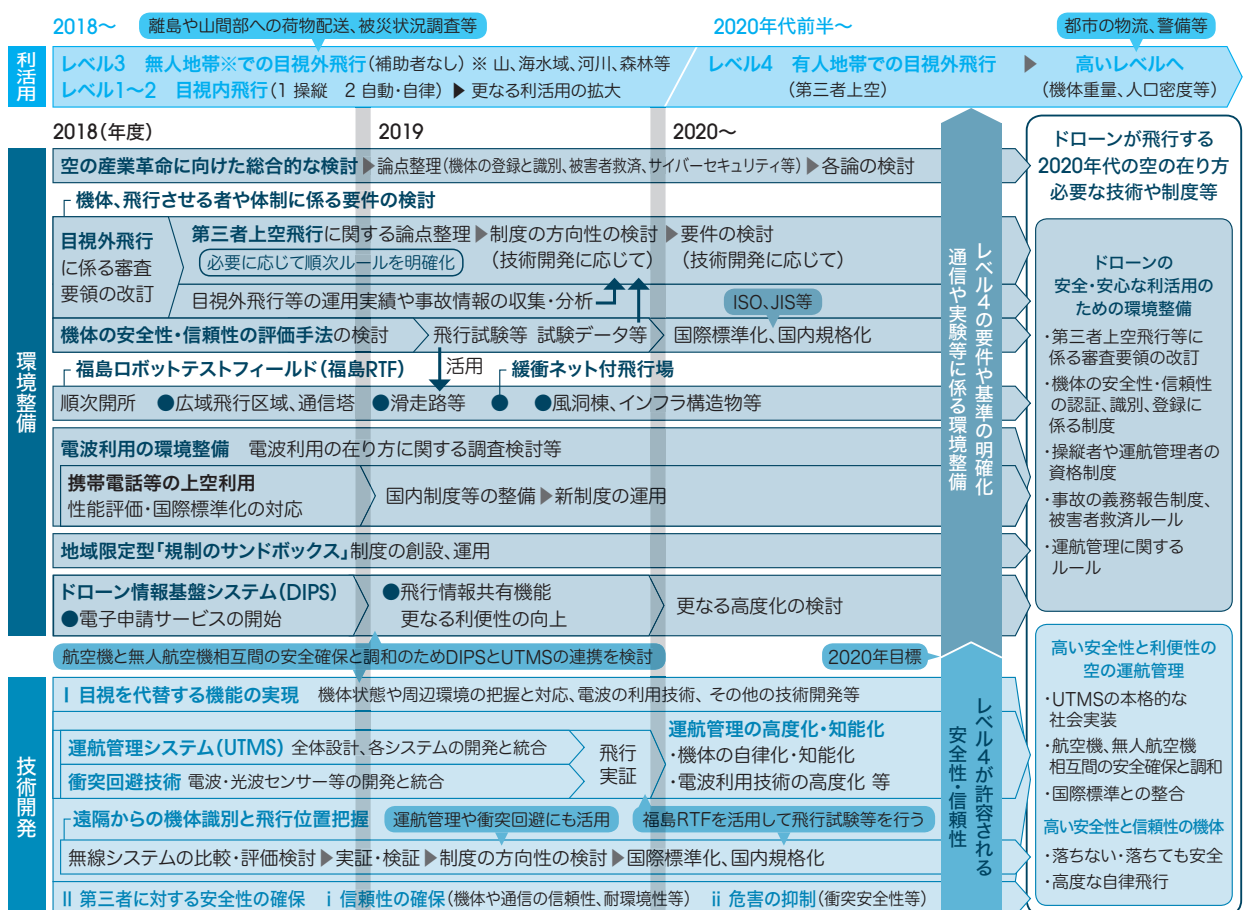 2018～
離島や山間部への荷物配送、被災状況調査等
2020年代前半～
都市の物流、警備等
利活用
レベル3 無人地帯※での目視外飛行(補助者なし) ※ 山、海水域、河川、森林等
レベル1～2 目視内飛行(1 操縦 2 自動・自律) ▶ 更なる利活用の拡大
レベル4 有人地帯での目視外飛行
(第三者上空)
▶ 高いレベルへ
(機体重量、人口密度等)
2018(年度)
2019
2020～
環境整備
空の産業革命に向けた総合的な検討▶論点整理(機体の登録と識別、被害者救済、サイバーセキュリティ等)▶各論の検討
機体、飛行させる者や体制に係る要件の検討
目視外飛行
に係る審査
要領の改訂
第三者上空飛行に関する論点整理▶制度の方向性の検討▶要件の検討
必要に応じて順次ルールを明確化
(技術開発に応じて)
(技術開発に応じて)
目視外飛行等の運用実績や事故情報の収集・分析
ISO、JIS等
機体の安全性・信頼性の評価手法の検討
飛行試験等 試験データ等
国際標準化、国内規格化
福島ロボットテストフィールド(福島RTF)
活用
緩衝ネット付飛行場
順次開所 ●広域飛行区域、通信塔 ●滑走路等 ● ●風洞棟、インフラ構造物等
電波利用の環境整備 電波利用の在り方に関する調査検討等
携帯電話等の上空利用
性能評価・国際標準化の対応
国内制度等の整備▶新制度の運用
地域限定型「規制のサンドボックス」制度の創設、運用
ドローン情報基盤システム(DIPS)
●電子申請サービスの開始
●飛行情報共有機能
更なる利便性の向上
更なる高度化の検討
レベル4の要件や基準の明確化
通信や実験等に係る環境整備
航空機と無人航空機相互間の安全確保と調和のためDIPSとUTMSの連携を検討
2020年目標
技術開発
Ⅰ 目視を代替する機能の実現 機体状態や周辺環境の把握と対応、電波の利用技術、その他の技術開発等
運航管理システム(UTMS) 全体設計、各システムの開発と統合
衝突回避技術 電波・光波センサー等の開発と統合
飛行
実証
運航管理の高度化・知能化
・機体の自律化・知能化
・電波利用技術の高度化 等
遠隔からの機体識別と飛行位置把握
運航管理や衝突回避にも活用
福島RTFを活用して飛行試験等を行う
無線システムの比較・評価検討▶実証・検証▶制度の方向性の検討▶国際標準化、国内規格化
Ⅱ 第三者に対する安全性の確保 ⅰ 信頼性の確保(機体や通信の信頼性、耐環境性等) ⅱ 危害の抑制(衝突安全性等)
レベル4が許容される
安全性・信頼性
ドローンが飛行する
2020年代の空の在り方
必要な技術や制度等
ドローンの
安全・安心な利活用の
ための環境整備
・第三者上空飛行等に
係る審査要領の改訂
・機体の安全性・信頼性
の認証、識別、登録に
係る制度
・操縦者や運航管理者の
資格制度
・事故の義務報告制度、
被害者救済ルール
・運航管理に関する
ルール
高い安全性と利便性の
空の運航管理
・UTMSの本格的な
社会実装
・航空機、無人航空機
相互間の安全確保と調和
・国際標準との整合
高い安全性と信頼性の機体
・落ちない・落ちても安全
・高度な自律飛行